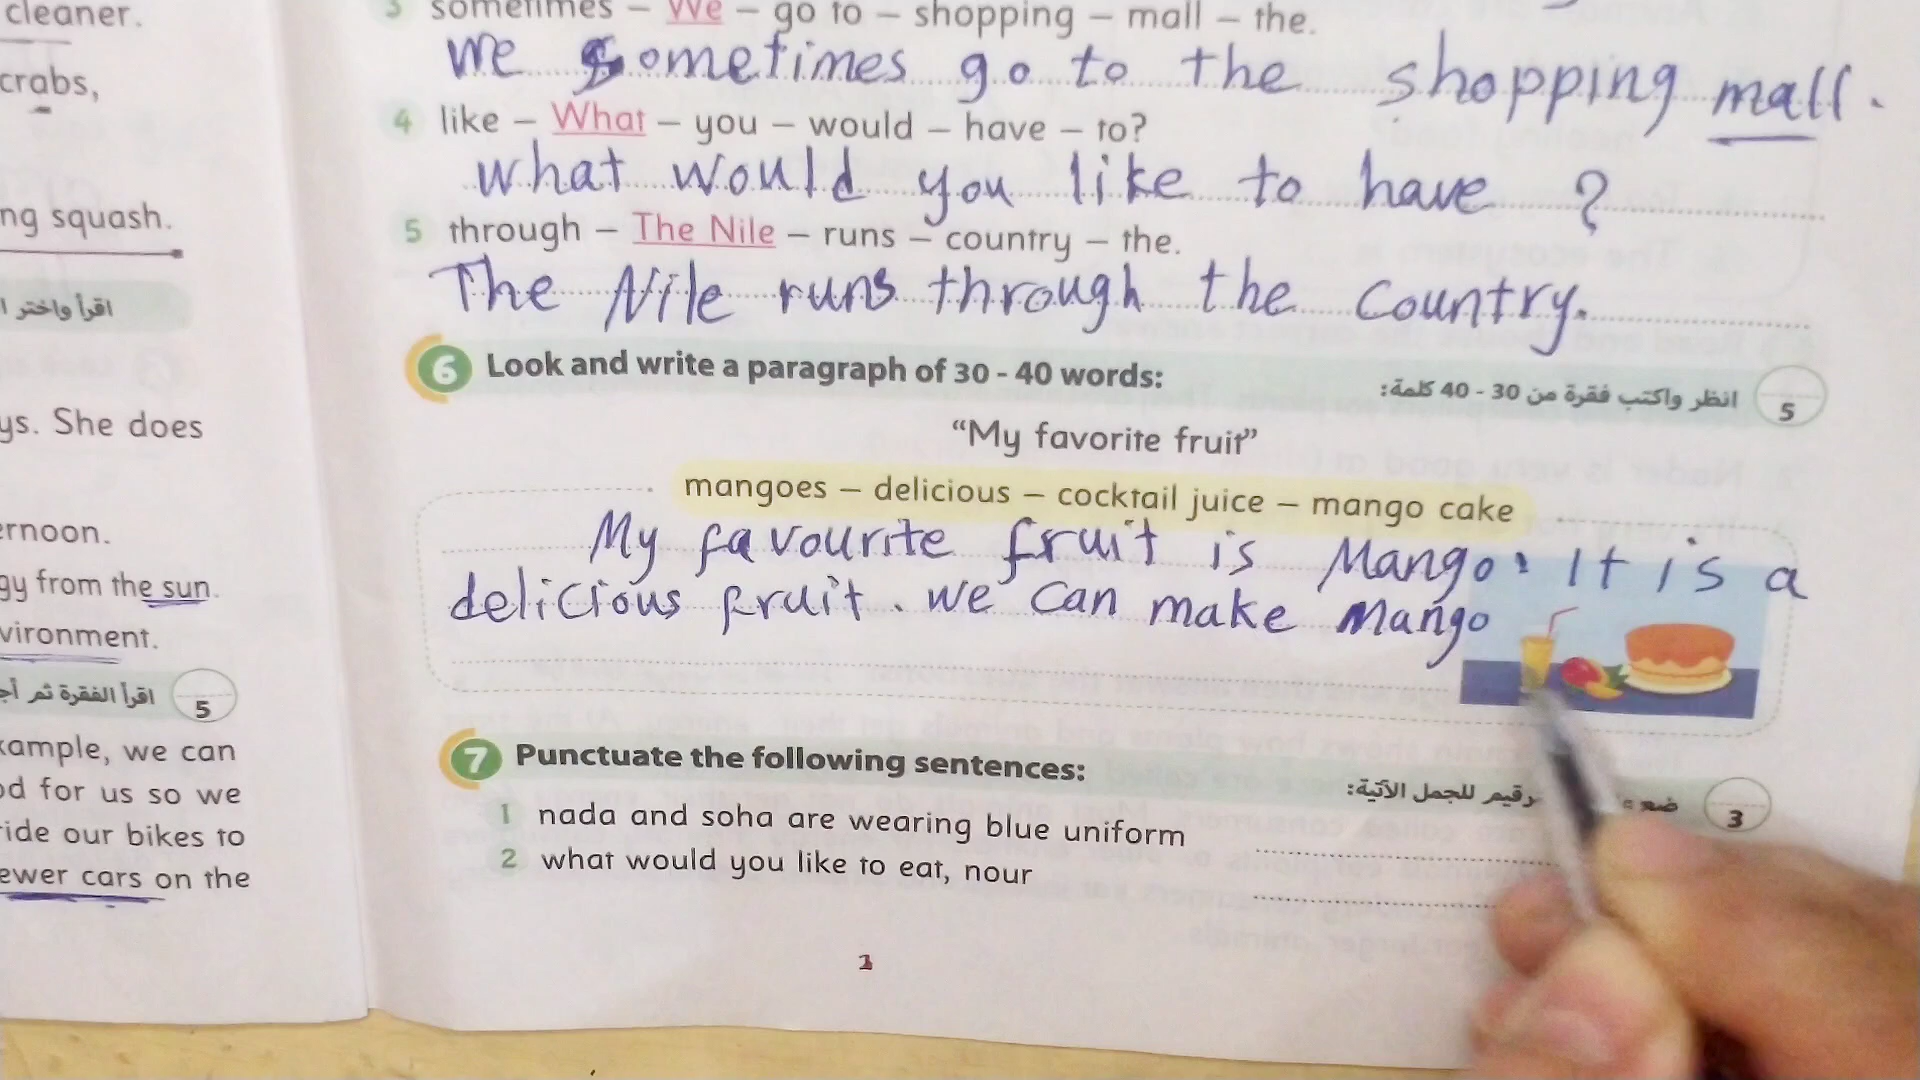 cleaner.
crabs,
ng squash.
اقرأ واختر ا
ys. She does
ernoon.
gy from the sun.
vironment.
اقرأ الفقرة ثم أج
5
xample, we can
od for us so we
ride our bikes to
ewer cars on the
3 sometimes – We – go to – shopping – mall – the.
We sometimes go to the shopping mall.
4 like – What – you – would – have – to?
What would you like to have ?
5 through – The Nile – runs – country – the.
The Nile runs through the country.
6 Look and write a paragraph of 30 - 40 words:
انظر واكتب فقرة من 30 - 40 كلمة:
5
“My favorite fruit”
mangoes – delicious – cocktail juice – mango cake
My favourite fruit is Mango. It is a
delicious fruit. we can make Mango
7 Punctuate the following sentences:
رقيم للجمل الآتية:
3
1 nada and soha are wearing blue uniform
2 what would you like to eat, nour
1